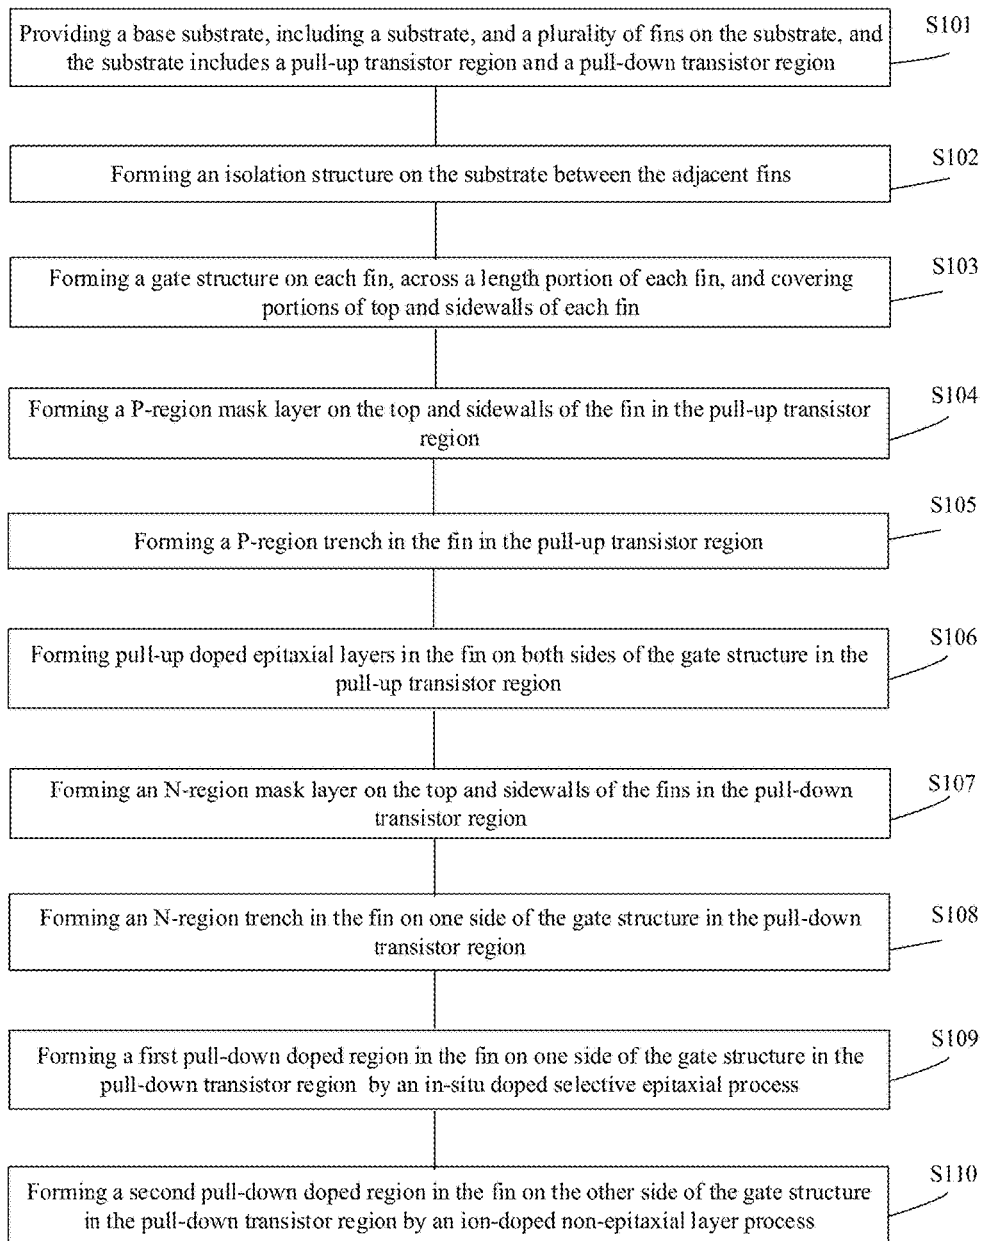 Providing a base substrate, including a substrate, and a plurality of fins on the substrate, and
the substrate includes a pull-up transistor region and a pull-down transistor region
S101
Forming an isolation structure on the substrate between the adjacent fins
S102
Forming a gate structure on each fin, across a length portion of each fin, and covering
portions of top and sidewalls of each fin
S103
Forming a P-region mask layer on the top and sidewalls of the fin in the pull-up transistor
region
S104
Forming a P-region trench in the fin in the pull-up transistor region
S105
Forming pull-up doped epitaxial layers in the fin on both sides of the gate structure in the
pull-up transistor region
S106
Forming an N-region mask layer on the top and sidewalls of the fins in the pull-down
transistor region
S107
Forming an N-region trench in the fin on one side of the gate structure in the pull-down
transistor region
S108
Forming a first pull-down doped region in the fin on one side of the gate structure in the
pull-down transistor region by an in-situ doped selective epitaxial process
S109
Forming a second pull-down doped region in the fin on the other side of the gate structure
in the pull-down transistor region by an ion-doped non-epitaxial layer process
S110